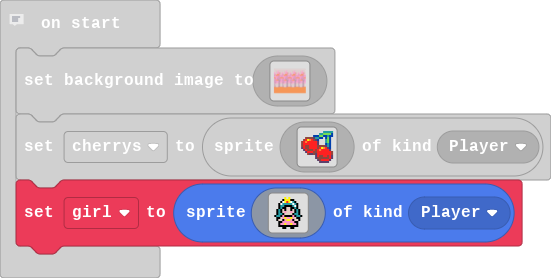 on start
set background image to
set cherrys to sprite of kind Player
set girl to sprite of kind Player